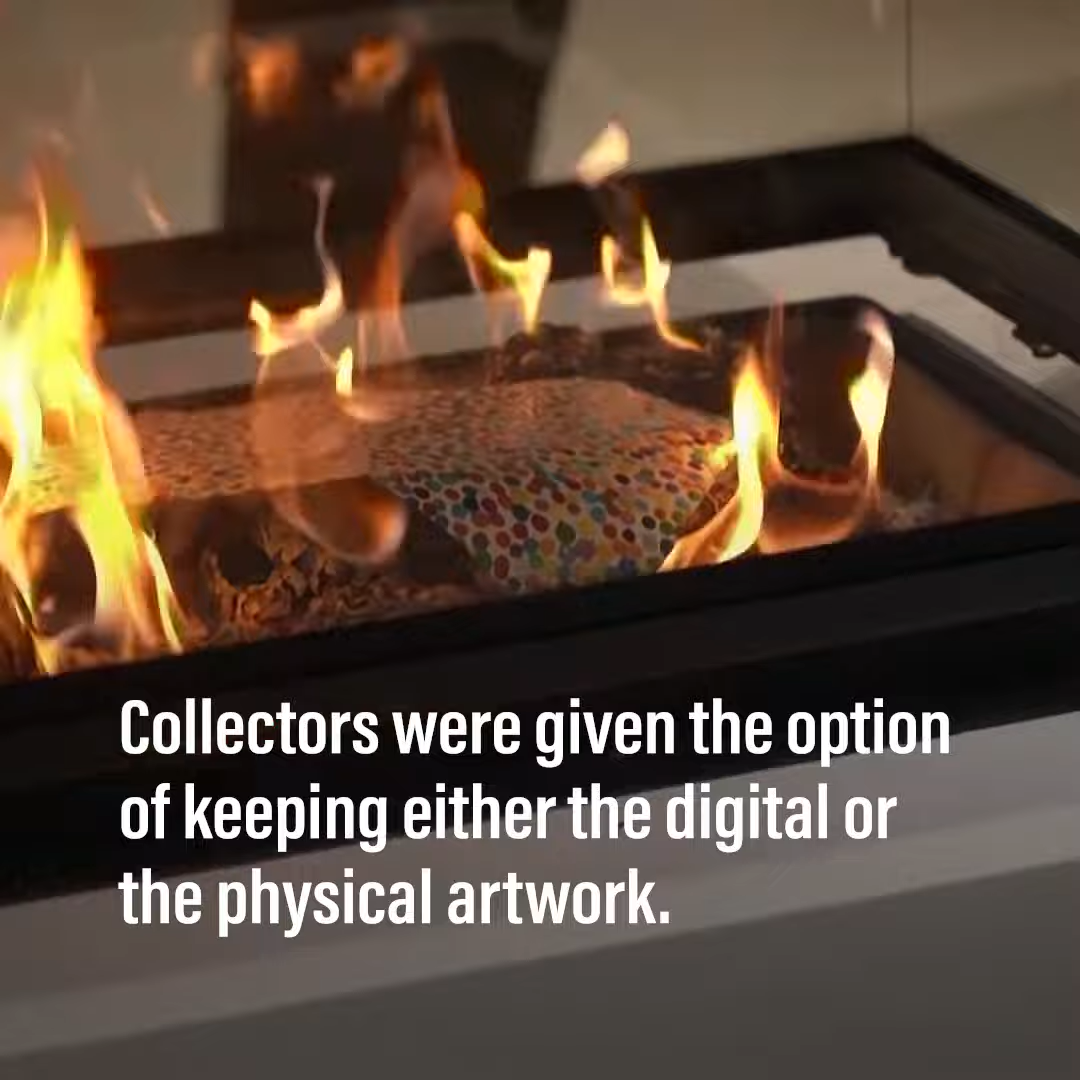 Collectors were given the option
of keeping either the digital or
the physical artwork.